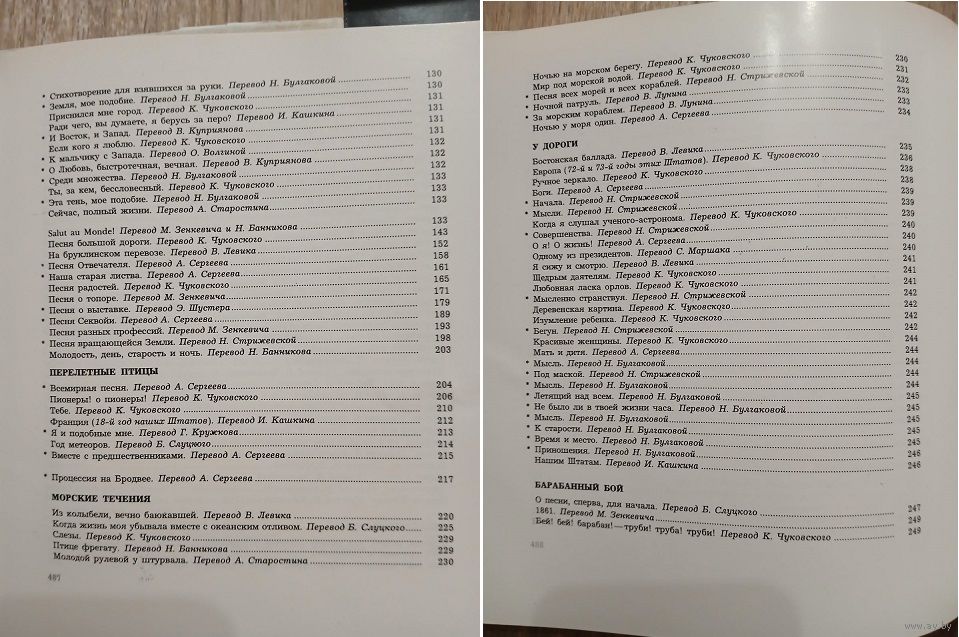 * Стихотворение для взявшихся за руки. Перевод Н. Булгаковой 130
* Земля, мое подобие. Перевод Н. Булгаковой 130
Приснился мне город. Перевод К. Чуковского 131
Ради чего, вы думаете, я берусь за перо? Перевод И. Кашкина 131
* И Восток, и Запад. Перевод В. Куприянова 131
Если кого я люблю. Перевод К. Чуковского 131
* К мальчику с Запада. Перевод О. Волгиной 132
* О Любовь, быстротечная, вечная. Перевод В. Куприянова 132
* Среди множества. Перевод Н. Булгаковой 132
Ты, за кем, бессловесный. Перевод К. Чуковского 133
* Эта тень, мое подобие. Перевод Н. Булгаковой 133
Сейчас, полный жизни. Перевод А. Старостина 133
Salut au Monde! Перевод М. Зенкевича и Н. Банникова 133
Песня большой дороги. Перевод К. Чуковского 143
На бруклинском перевозе. Перевод В. Левика 152
* Песня Отвечателя. Перевод А. Сергеева 158
* Наша старая листва. Перевод А. Сергеева 161
Песня радостей. Перевод К. Чуковского 165
Песня о топоре. Перевод М. Зенкевича 171
* Песня о выставке. Перевод Э. Шустера 179
* Песня Секвойи. Перевод А. Сергеева 189
Песня разных профессий. Перевод М. Зенкевича 193
* Песня вращающейся Земли. Перевод Н. Стрижевской 198
Молодость, день, старость и ночь. Перевод Н. Банникова 203
ПЕРЕЛЕТНЫЕ ПТИЦЫ
* Всемирная песня. Перевод А. Сергеева 204
Пионеры! о пионеры! Перевод К. Чуковского 206
Тебе. Перевод К. Чуковского 210
Франция (18-й год наших Штатов). Перевод И. Кашкина 212
* Я и подобные мне. Перевод Г. Кружкова 213
Год метеоров. Перевод Б. Слуцкого 214
* Вместе с предшественниками. Перевод А. Сергеева 215
* Процессия на Бродвее. Перевод А. Сергеева 217
МОРСКИЕ ТЕЧЕНИЯ
Из колыбели, вечно баюкавшей. Перевод В. Левика 220
Когда жизнь моя убывала вместе с океанским отливом. Перевод Б. Слуцкого 225
Слезы. Перевод К. Чуковского 229
Птице фрегату. Перевод Н. Банникова 229
Молодой рулевой у штурвала. Перевод А. Старостина 230
487
Ночью на морском берегу. Перевод К. Чуковского 230
Мир под морской водой. Перевод К. Чуковского 231
* Песня всех морей и всех кораблей. Перевод Н. Стрижевской 232
* Ночной патруль. Перевод В. Лунина 233
* За морским кораблем. Перевод В. Лунина 233
Ночью у моря один. Перевод А. Сергеева 234
У ДОРОГИ
Бостонская баллада. Перевод В. Левика 235
Европа (72-й и 73-й годы этих Штатов). Перевод К. Чуковского 236
Ручное зеркало. Перевод К. Чуковского 238
Боги. Перевод А. Сергеева 238
* Начала. Перевод Н. Стрижевской 239
* Мысли. Перевод Н. Стрижевской 239
Когда я слушал ученого-астронома. Перевод К. Чуковского 239
* Совершенства. Перевод Н. Стрижевской 240
О я! О жизнь! Перевод А. Сергеева 240
Одному из президентов. Перевод С. Маршака 240
Я сижу и смотрю. Перевод В. Левика 241
Щедрым даятелям. Перевод К. Чуковского 241
Любовная ласка орлов. Перевод К. Чуковского 241
* Мысленно странствуя. Перевод Н. Стрижевской 242
Деревенская картина. Перевод К. Чуковского 242
Изумление ребенка. Перевод К. Чуковского 242
* Бегун. Перевод Н. Стрижевской 242
Красивые женщины. Перевод К. Чуковского 244
Мать и дитя. Перевод А. Сергеева 244
* Мысль. Перевод Н. Булгаковой 244
* Под маской. Перевод Н. Стрижевской 244
* Мысль. Перевод Н. Булгаковой 244
* Летящий над всем. Перевод Н. Булгаковой 245
* Не было ли в твоей жизни часа. Перевод Н. Булгаковой 245
* Мысль. Перевод Н. Булгаковой 245
* К старости. Перевод Н. Булгаковой 245
* Время и место. Перевод Н. Булгаковой 245
* Приношения. Перевод Н. Булгаковой 246
Нашим Штатам. Перевод И. Кашкина 246
БАРАБАННЫЙ БОЙ
О песни, сперва, для начала. Перевод Б. Слуцкого 247
1861. Перевод М. Зенкевича 249
Бей! бей! барабан!—труби! труба! труби! Перевод К. Чуковского 249
488
www.av.by